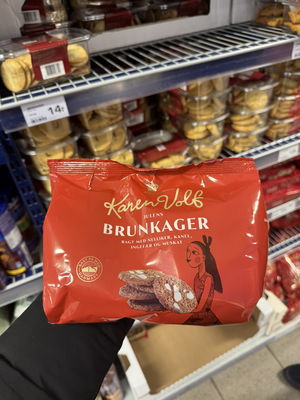 14.-
Karen Volf
JULENS
BRUNKAGER
BAGT MED NELLIKER, KANEL,
INGEFÆR OG MUSKAT